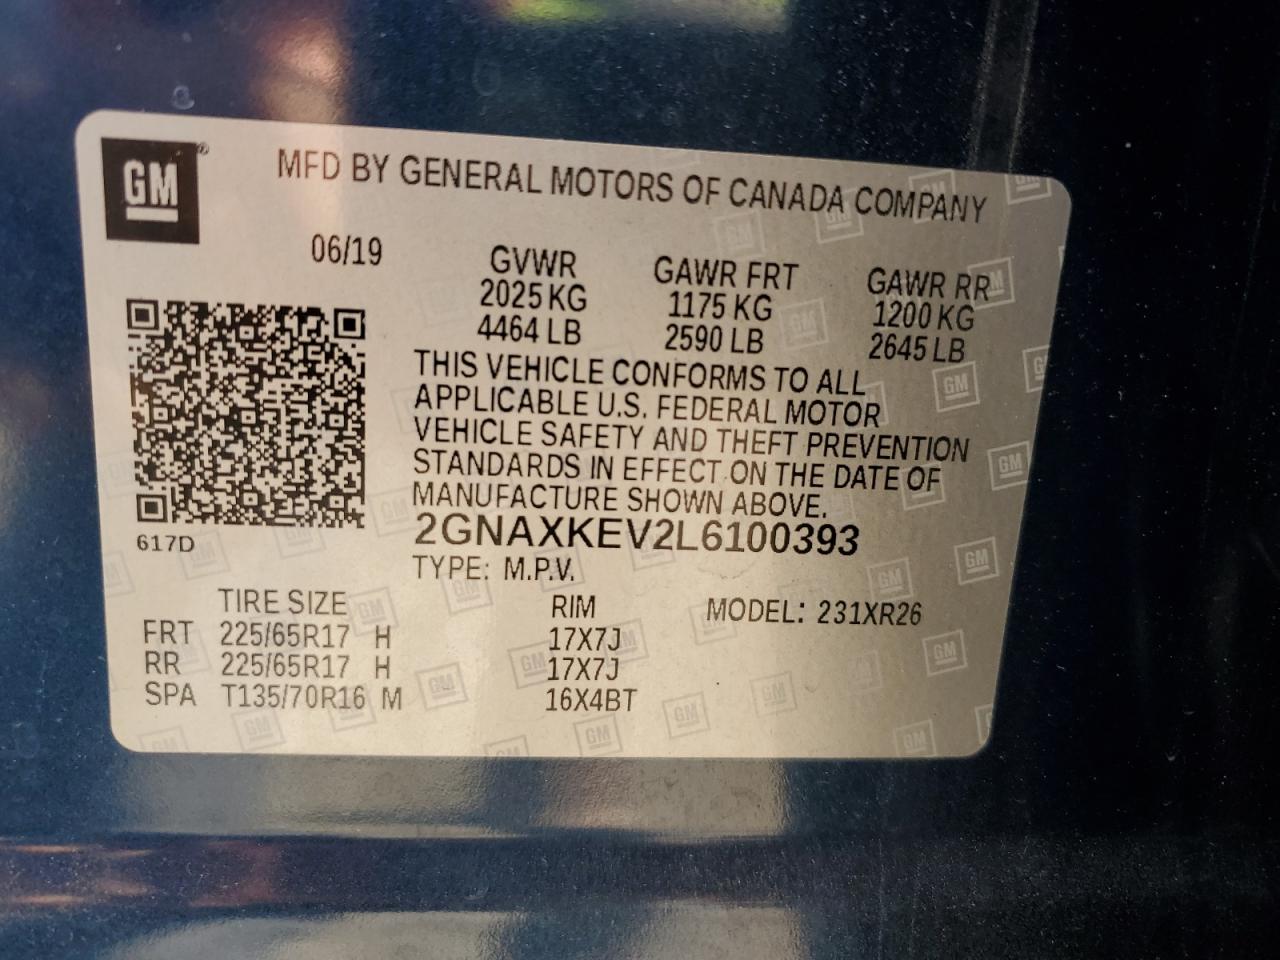 GM®
MFD BY GENERAL MOTORS OF CANADA COMPANY
06/19
GVWR GAWR FRT GAWR RR
2025 KG 1175 KG 1200 KG
4464 LB 2590 LB 2645 LB
THIS VEHICLE CONFORMS TO ALL
APPLICABLE U.S. FEDERAL MOTOR
VEHICLE SAFETY AND THEFT PREVENTION
STANDARDS IN EFFECT ON THE DATE OF
MANUFACTURE SHOWN ABOVE.
2GNAXKEV2L6100393
617D
TYPE: M.P.V.
TIRE SIZE RIM MODEL: 231XR26
FRT 225/65R17 H 17X7J
RR 225/65R17 H 17X7J
SPA T135/70R16 M 16X4BT